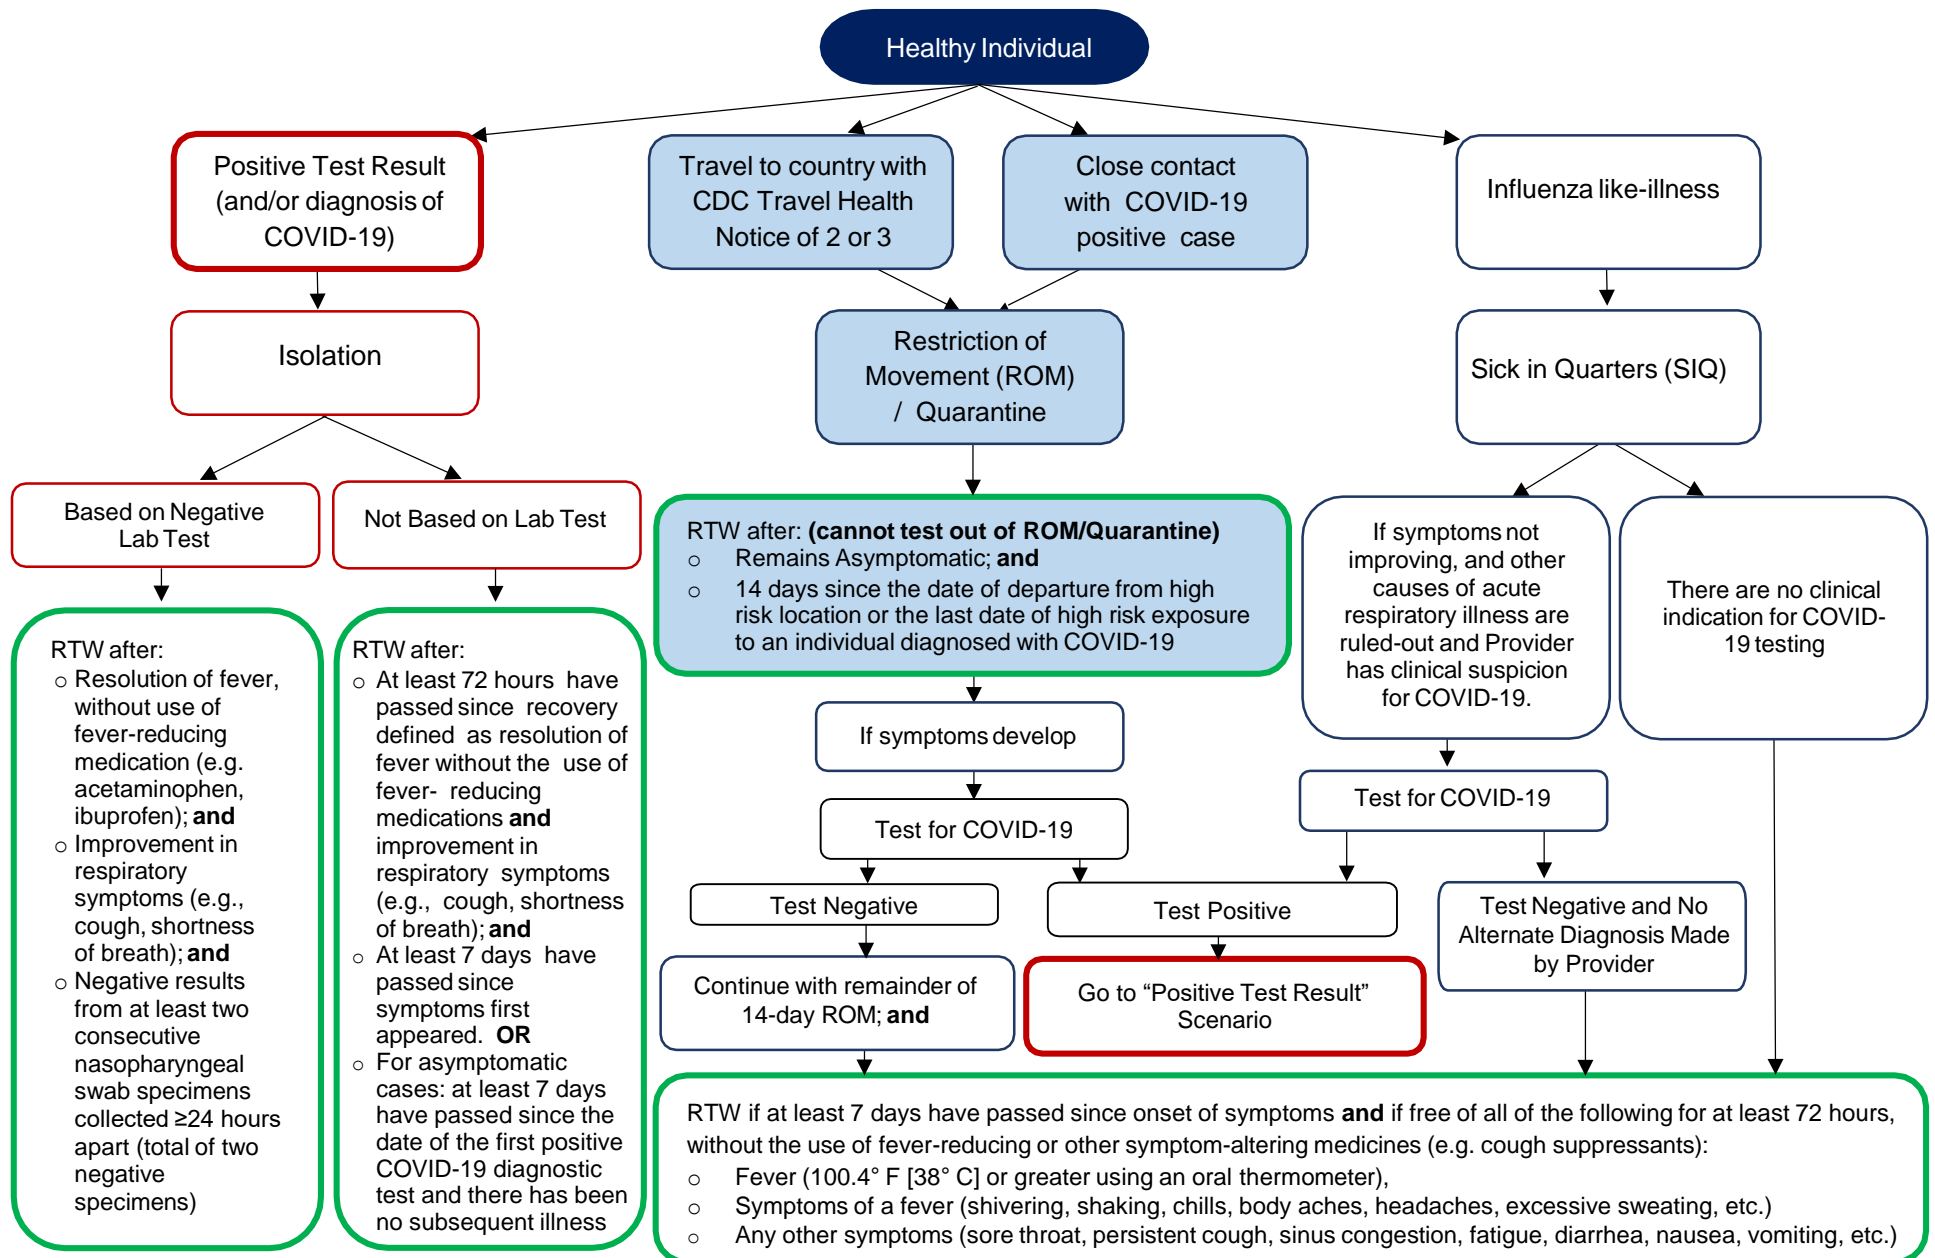 Healthy Individual
Positive Test Result
(and/or diagnosis of
COVID-19)
Travel to country with
CDC Travel Health
Notice of 2 or 3
Close contact
with COVID-19
positive case
Influenza like-illness
Isolation
Restriction of
Movement (ROM)
/ Quarantine
Sick in Quarters (SIQ)
Based on Negative
Lab Test
Not Based on Lab Test
RTW after: (cannot test out of ROM/Quarantine)
o Remains Asymptomatic; and
o 14 days since the date of departure from high
risk location or the last date of high risk exposure
to an individual diagnosed with COVID-19
If symptoms not
improving, and other
causes of acute
respiratory illness are
ruled-out and Provider
has clinical suspicion
for COVID-19.
There are no clinical
indication for COVID-
19 testing
RTW after:
o Resolution of fever,
without use of
fever-reducing
medication (e.g.
acetaminophen,
ibuprofen); and
o Improvement in
respiratory
symptoms (e.g.,
cough, shortness
of breath); and
o Negative results
from at least two
consecutive
nasopharyngeal
swab specimens
collected ≥24 hours
apart (total of two
negative
specimens)
RTW after:
o At least 72 hours have
passed since recovery
defined as resolution of
fever without the use of
fever- reducing
medications and
improvement in
respiratory symptoms
(e.g., cough, shortness
of breath); and
o At least 7 days have
passed since
symptoms first
appeared. OR
o For asymptomatic
cases: at least 7 days
have passed since the
date of the first positive
COVID-19 diagnostic
test and there has been
no subsequent illness
If symptoms develop
Test for COVID-19
Test for COVID-19
Test Negative
Test Positive
Test Negative and No
Alternate Diagnosis Made
by Provider
Continue with remainder of
14-day ROM; and
Go to “Positive Test Result”
Scenario
RTW if at least 7 days have passed since onset of symptoms and if free of all of the following for at least 72 hours,
without the use of fever-reducing or other symptom-altering medicines (e.g. cough suppressants):
o Fever (100.4° F [38° C] or greater using an oral thermometer),
o Symptoms of a fever (shivering, shaking, chills, body aches, headaches, excessive sweating, etc.)
o Any other symptoms (sore throat, persistent cough, sinus congestion, fatigue, diarrhea, nausea, vomiting, etc.)